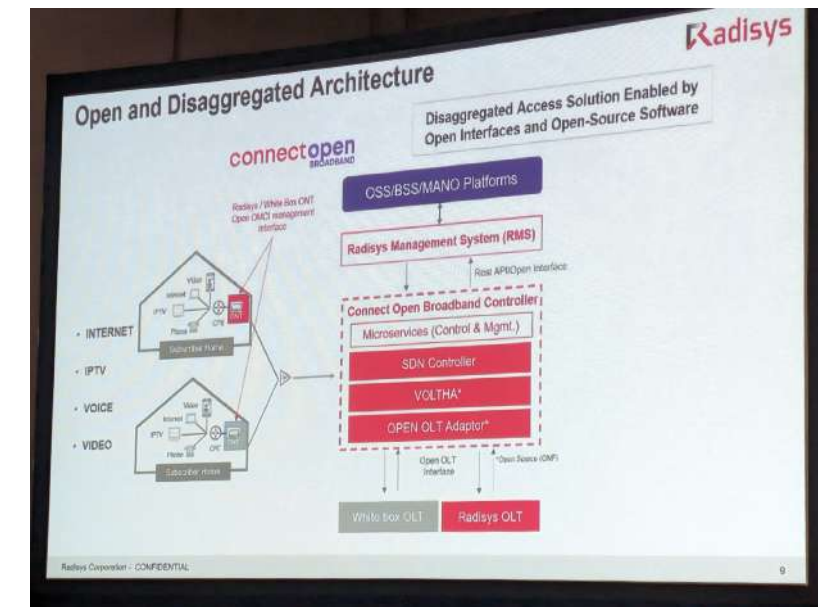 Radisys
Open and Disaggregated Architecture
Disaggregated Access Solution Enabled by
Open Interfaces and Open-Source Software
connectopen
BROADBAND
Radisys / White Box ONT
Open OMCI management
interface
OSS/BSS/MANO Platforms
Radisys Management System (RMS)
Rest API/Open Interface
Connect Open Broadband Controller
Microservices (Control & Mgmt.)
SDN Controller
VOLTHA*
OPEN OLT Adaptor*
Open OLT
Interface
*Open Source (ONF)
White box OLT
Radisys OLT
• INTERNET
• IPTV
• VOICE
• VIDEO
Video
Internet
IPTV
Phone
CPE
ONT
Subscriber Home
Video
Internet
IPTV
Phone
CPE
ONT
Subscriber Home
Radisys Corporation - CONFIDENTIAL
9